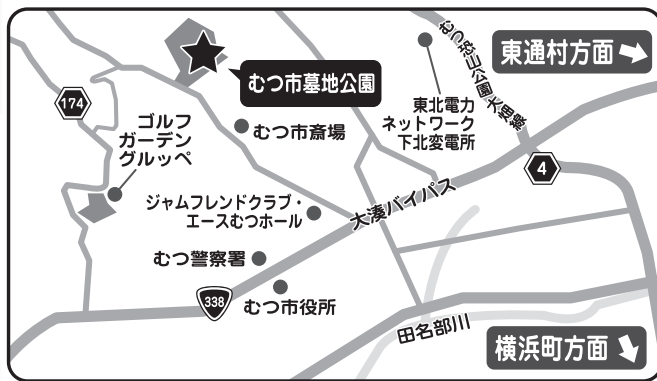 むつ恐山公園大畑線
東通村方面
174
むつ市墓地公園
東北電力
ネットワーク
下北変電所
ゴルフ
ガーデン
グルッペ
むつ市斎場
4
ジャムフレンドクラブ・
エースむつホール
大湊バイパス
むつ警察署
338
むつ市役所
田名部川
横浜町方面